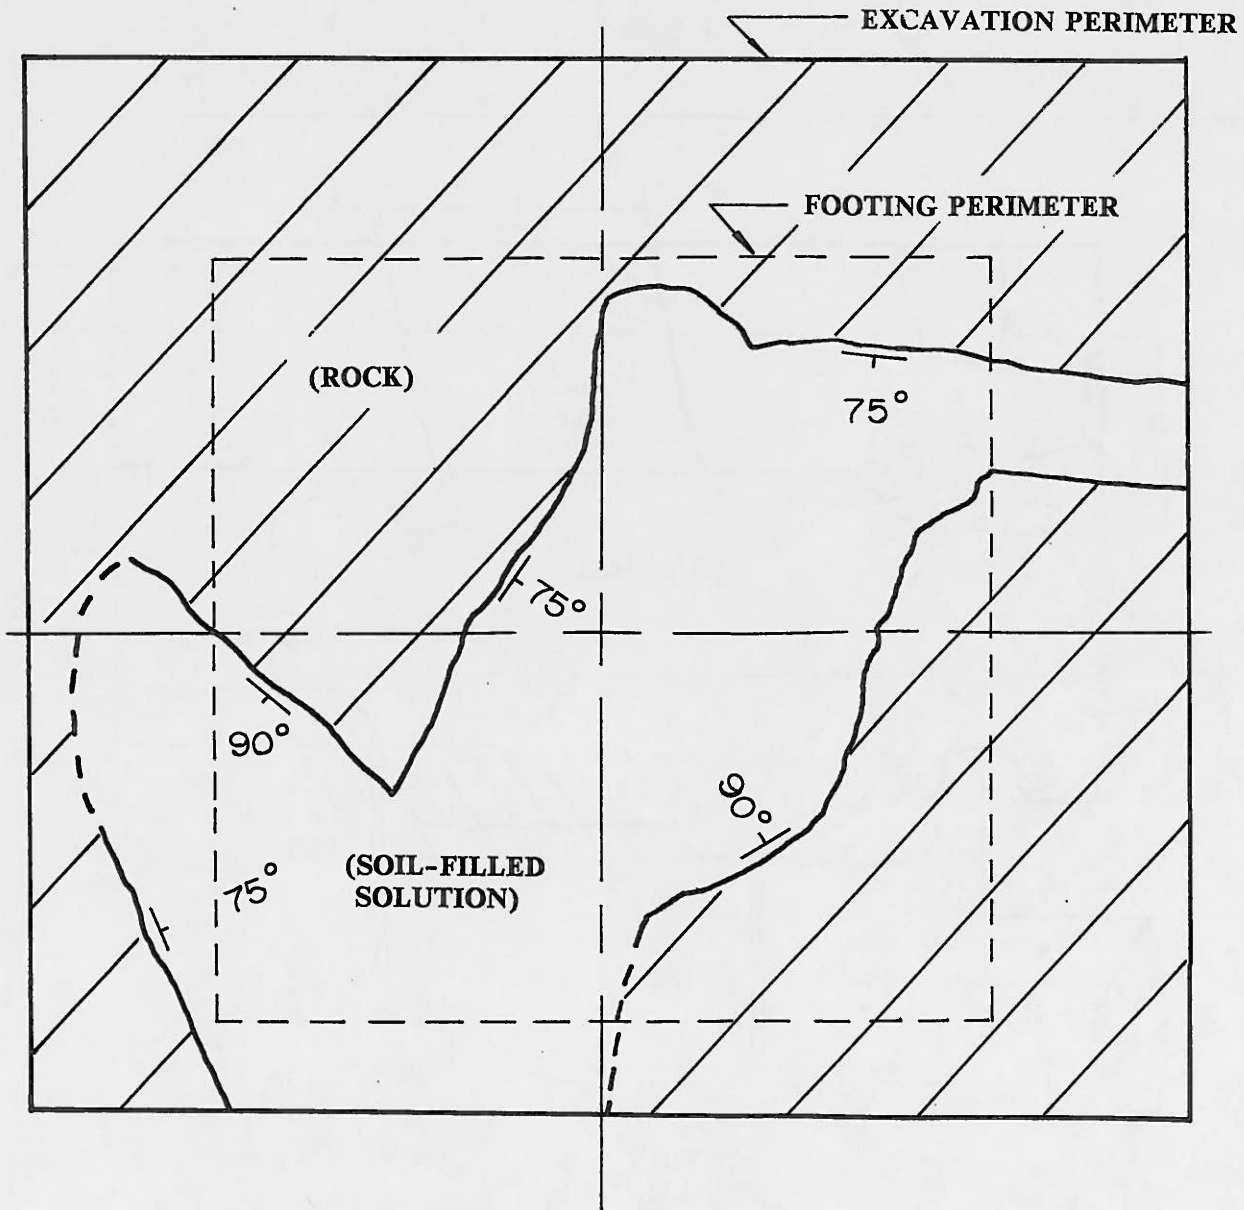 EXCAVATION PERIMETER
FOOTING PERIMETER
(ROCK)
75°
75°
90°
90°
75°
(SOIL-FILLED
SOLUTION)